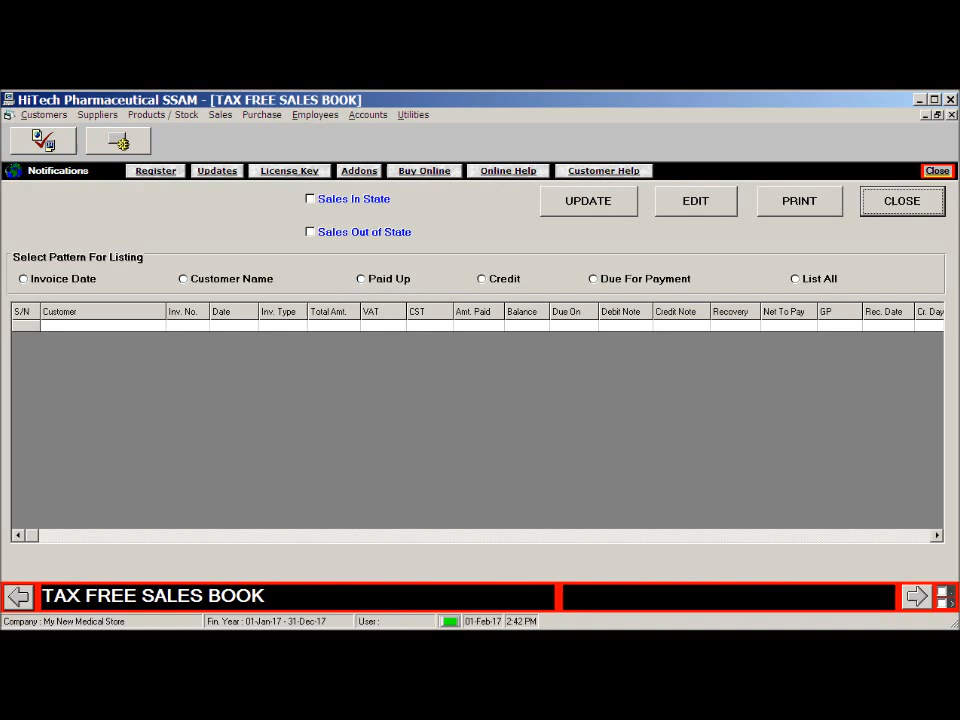 HiTech Pharmaceutical SSAM - [TAX FREE SALES BOOK]
Customers Suppliers Products / Stock Sales Purchase Employees Accounts Utilities
Notifications Register Updates License Key Addons Buy Online Online Help Customer Help Close
Sales In State UPDATE EDIT PRINT CLOSE
Sales Out of State
Select Pattern For Listing
Invoice Date Customer Name Paid Up Credit Due For Payment List All
S/N Customer Inv. No. Date Inv. Type Total Amt. VAT CST Amt. Paid Balance Due On Debit Note Credit Note Recovery Net To Pay GP Rec. Date Cr. Day
TAX FREE SALES BOOK
Company : My New Medical Store Fin. Year : 01-Jan-17 - 31-Dec-17 User : 01-Feb-17 2:42 PM